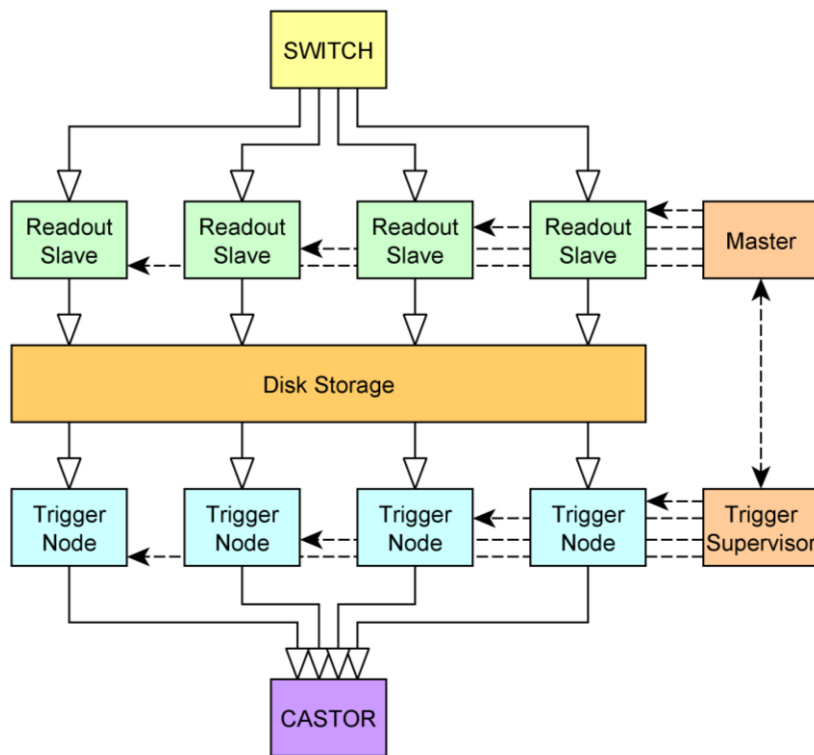 SWITCH
Readout
Slave
Readout
Slave
Readout
Slave
Readout
Slave
Master
Disk Storage
Trigger
Node
Trigger
Node
Trigger
Node
Trigger
Node
Trigger
Supervisor
CASTOR